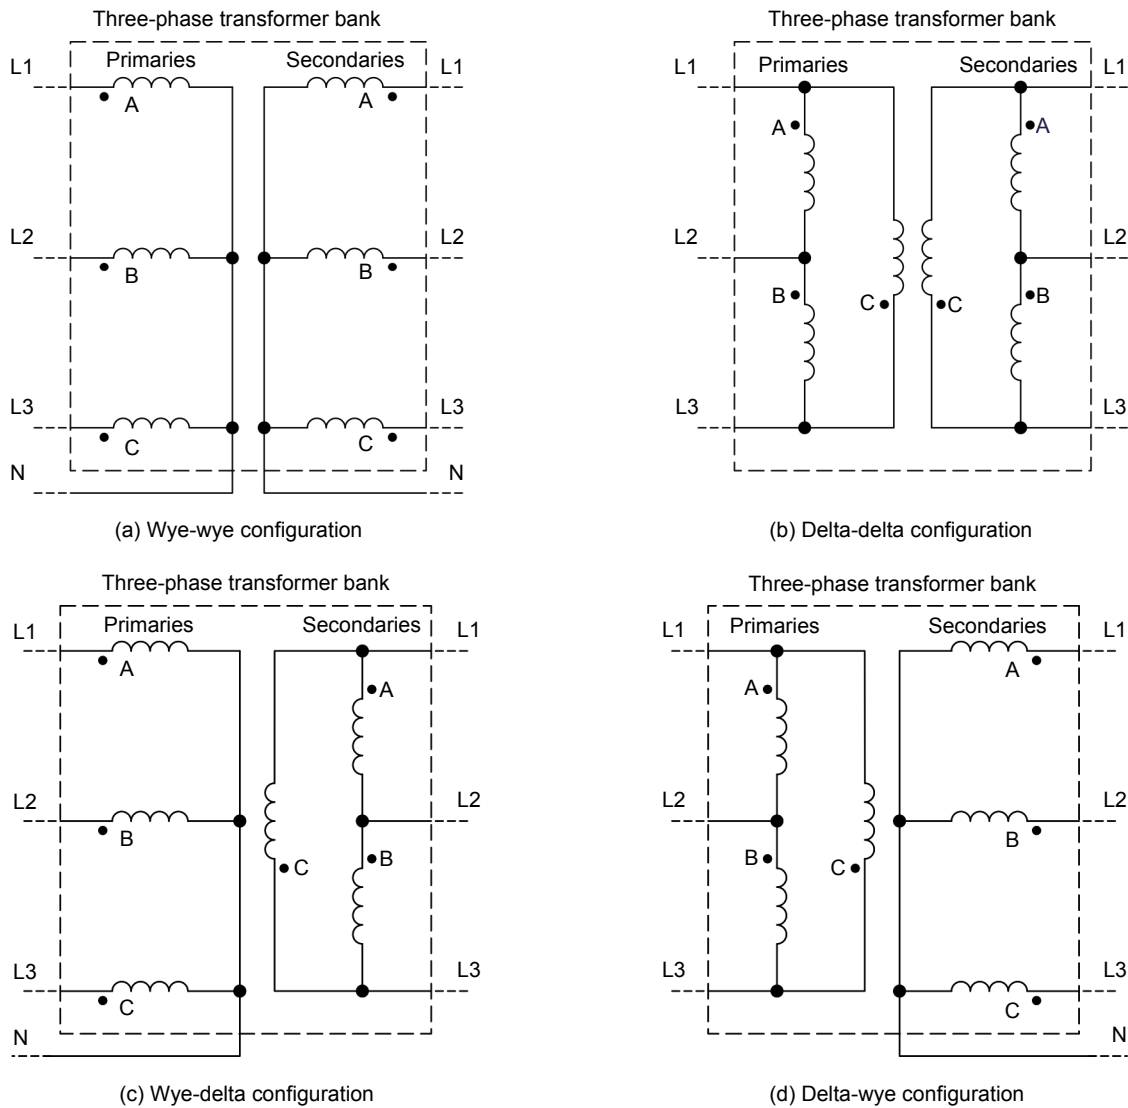 Three-phase transformer bank
Primaries
Secondaries
L1
L1
A
A
L2
L2
B
B
L3
L3
C
C
N
N
(a) Wye-wye configuration
Three-phase transformer bank
Primaries
Secondaries
L1
L1
A
A
L2
L2
B
C
C
B
L3
L3
(b) Delta-delta configuration
Three-phase transformer bank
Primaries
Secondaries
L1
L1
A
A
L2
L2
B
C
B
L3
L3
C
N
(c) Wye-delta configuration
Three-phase transformer bank
Primaries
Secondaries
L1
L1
A
A
L2
L2
B
C
B
L3
L3
C
N
(d) Delta-wye configuration